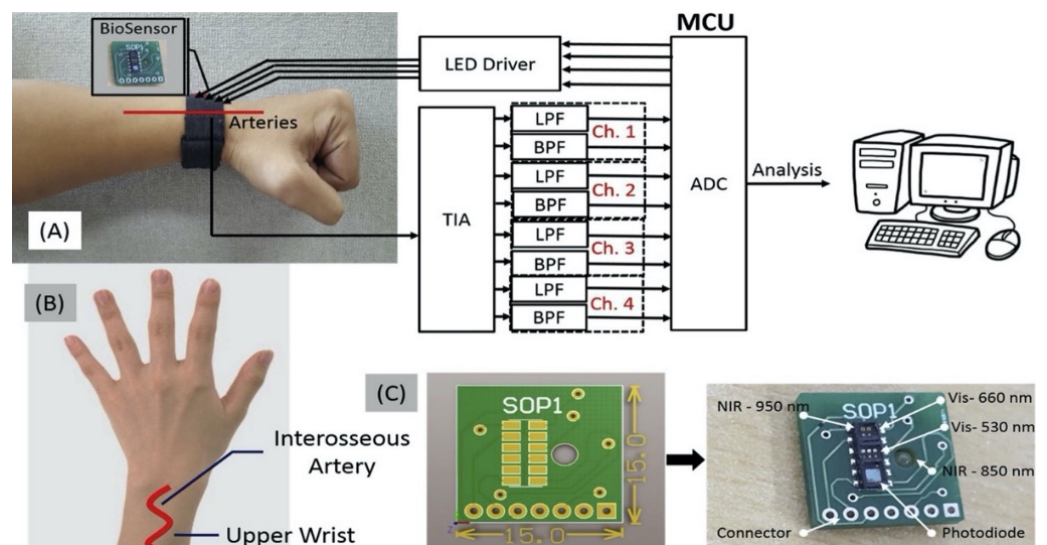 BioSensor
SOP1
Arteries
(A)
LED Driver
MCU
TIA
LPF
BPF
Ch. 1
LPF
BPF
Ch. 2
LPF
BPF
Ch. 3
LPF
BPF
Ch. 4
ADC
Analysis
(B)
Interosseous
Artery
Upper Wrist
(C)
SOP1
15.0
15.0
NIR - 950 nm
SOP1
Vis- 660 nm
Vis- 530 nm
NIR - 850 nm
Connector
Photodiode